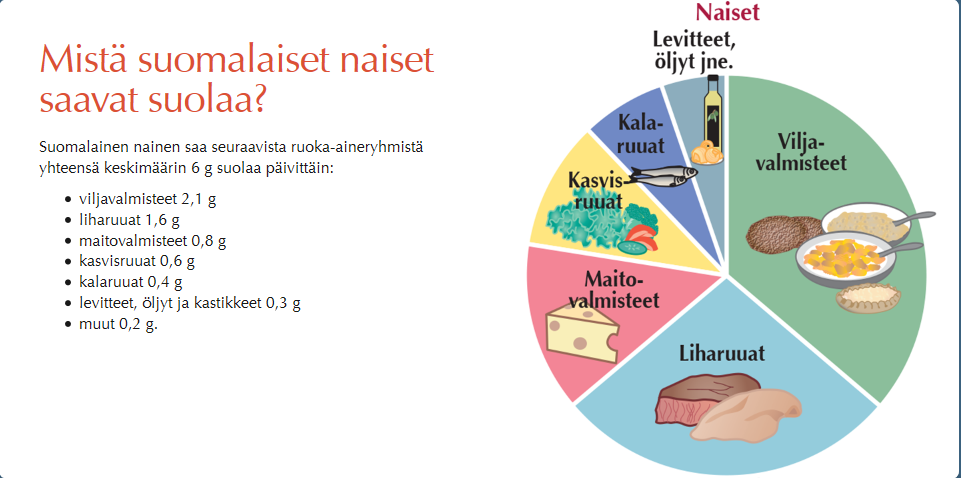 Mistä suomalaiset naiset
saavat suolaa?
Suomalainen nainen saa seuraavista ruoka-aineryhmistä
yhteensä keskimäärin 6 g suolaa päivittäin:
• viljavalmisteet 2,1 g
• liharuuat 1,6 g
• maitovalmisteet 0,8 g
• kasvisruuat 0,6 g
• kalaruuat 0,4 g
• levitteet, öljyt ja kastikkeet 0,3 g
• muut 0,2 g.
Naiset
Levitteet,
öljyt jne.
Kala-
ruuat
Vilja-
valmisteet
Kasvis-
ruuat
Maito-
valmisteet
Liharuuat